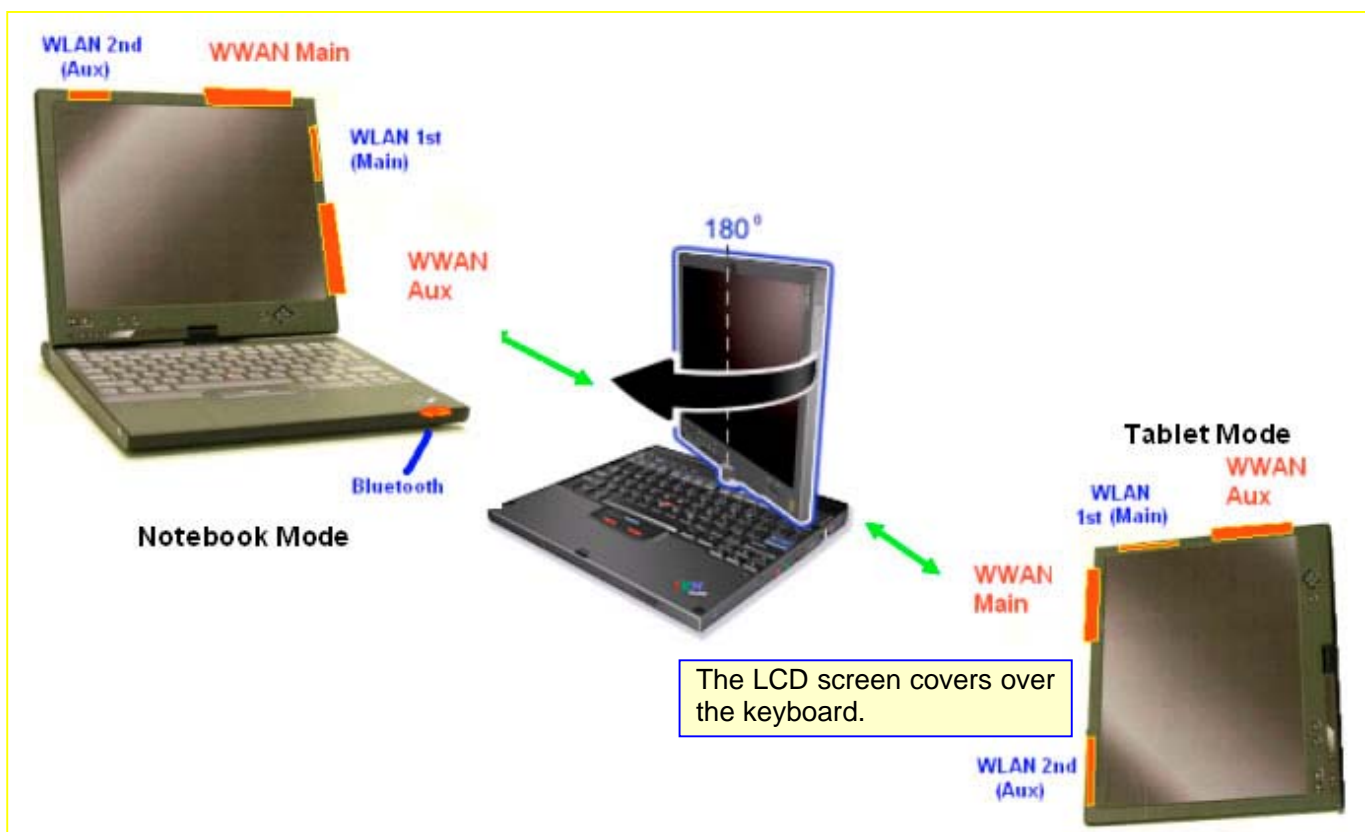 WLAN 2nd
(Aux)
WWAN Main
WLAN 1st
(Main)
WWAN
Aux
Bluetooth
Notebook Mode
180°
Tablet Mode
WWAN
Aux
WLAN
1st (Main)
WWAN
Main
The LCD screen covers over
the keyboard.
WLAN 2nd
(Aux)